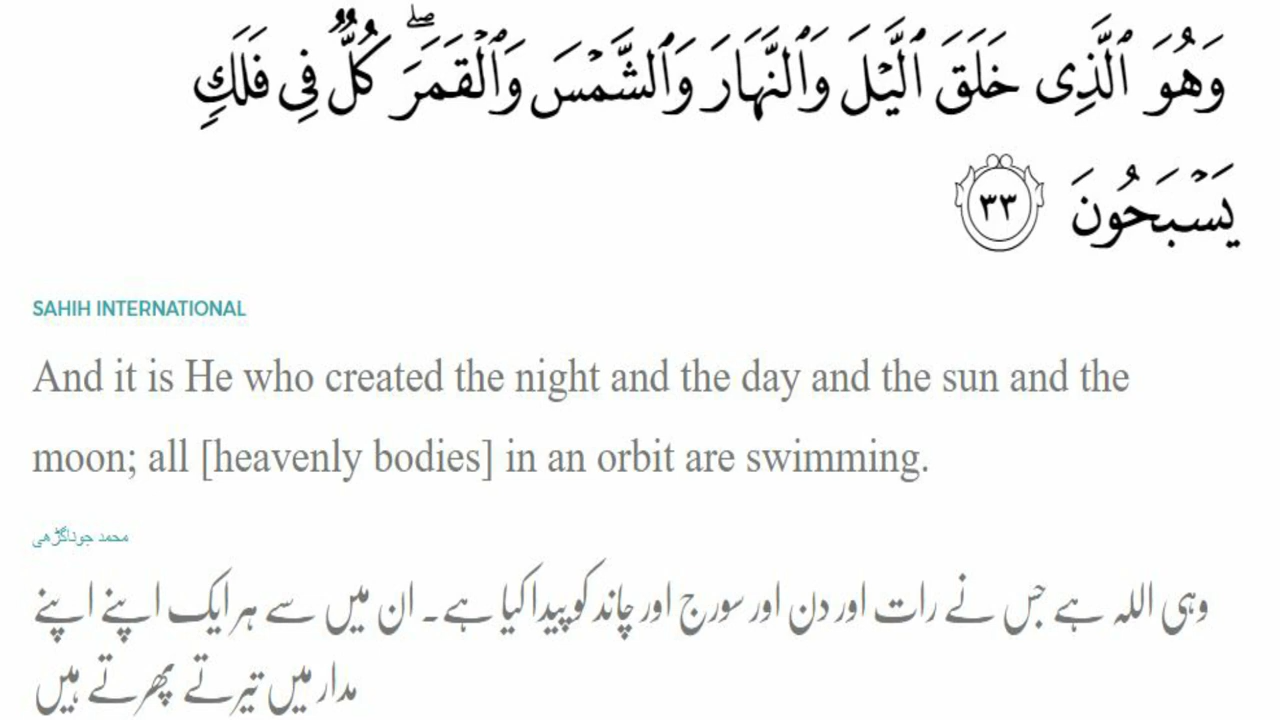 وَهُوَ ٱلَّذِى خَلَقَ ٱلَّيْلَ وَٱلنَّهَارَ وَٱلشَّمْسَ وَٱلْقَمَرَ ۖ كُلٌّ فِى فَلَكٍ
يَسْبَحُونَ ٣٣
SAHIH INTERNATIONAL
And it is He who created the night and the day and the sun and the
moon; all [heavenly bodies] in an orbit are swimming.
محمد جوناگڑھی
وہی اللہ ہے جس نے رات اور دن اور سورج اور چاند کو پیدا کیا ہے۔ ان میں سے ہر ایک اپنے اپنے
مدار میں تیرتے پھرتے ہیں